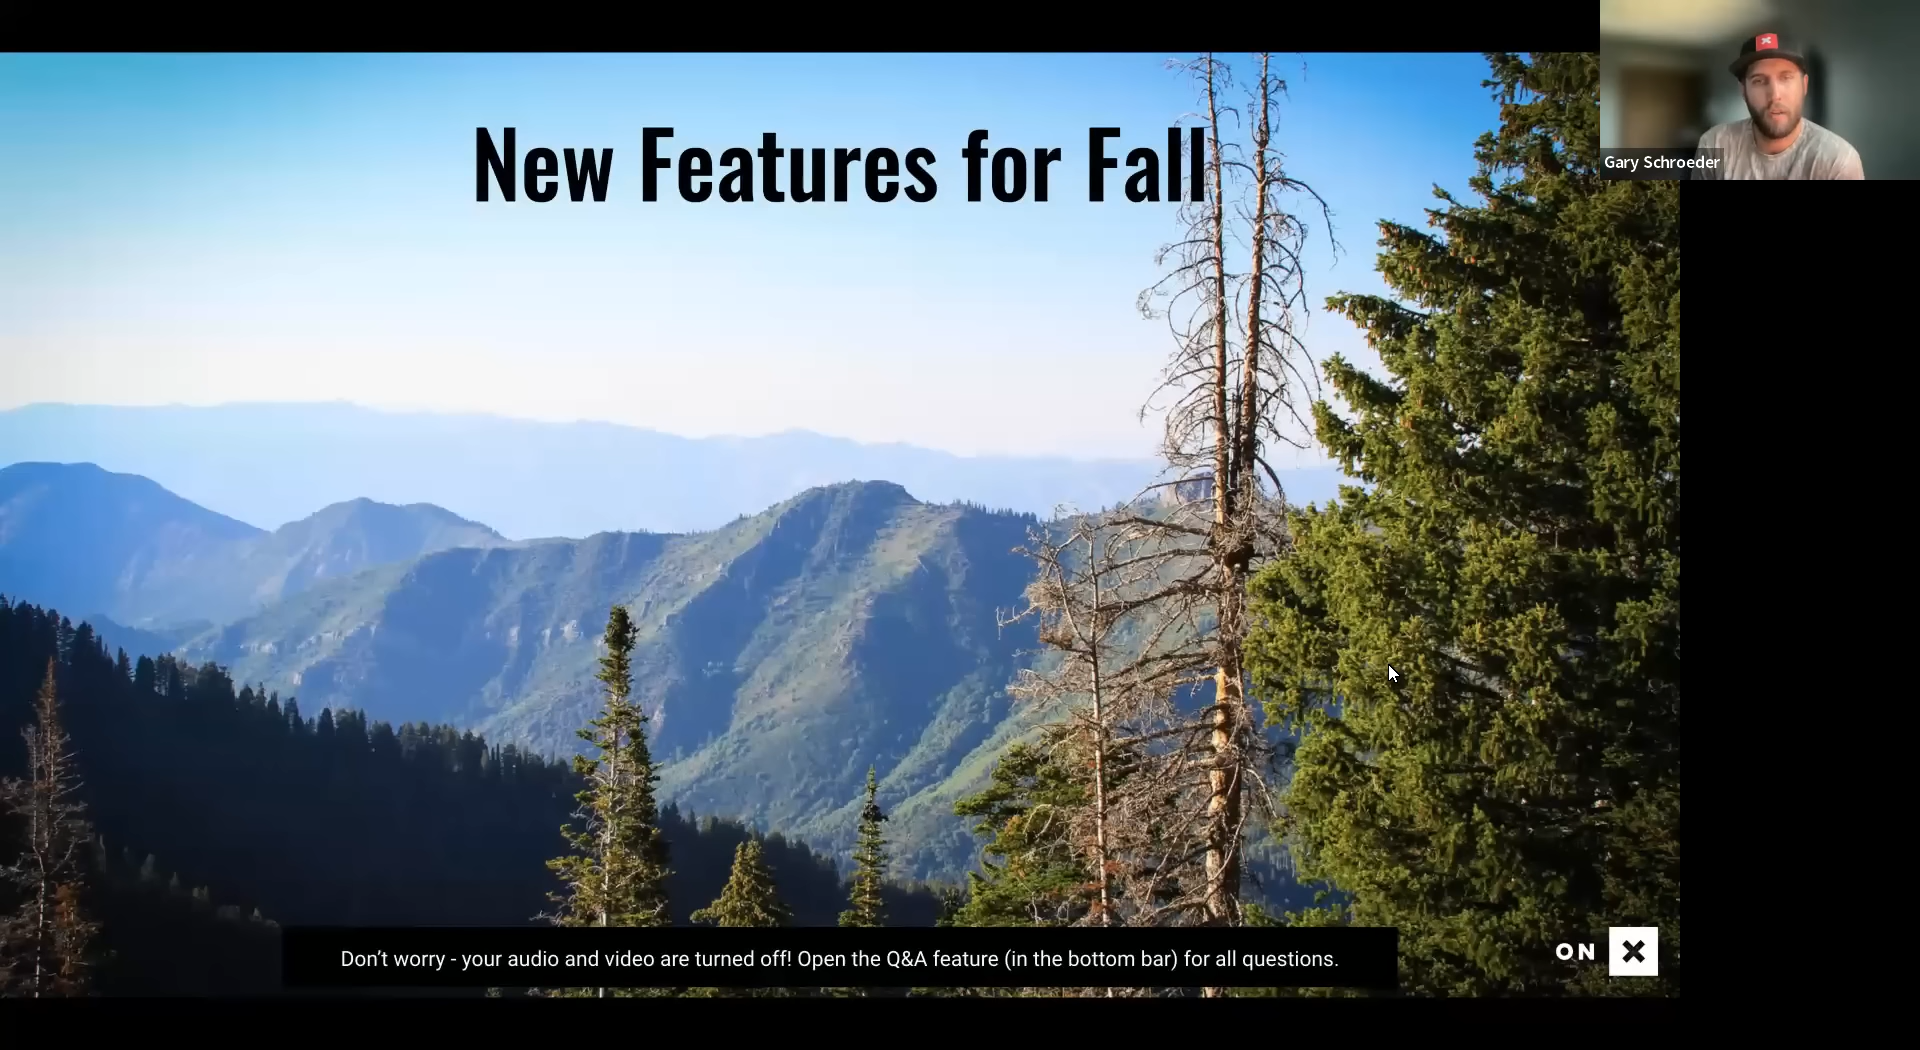 New Features for Fall
Gary Schroeder
Don’t worry - your audio and video are turned off! Open the Q&A feature (in the bottom bar) for all questions.
ON X